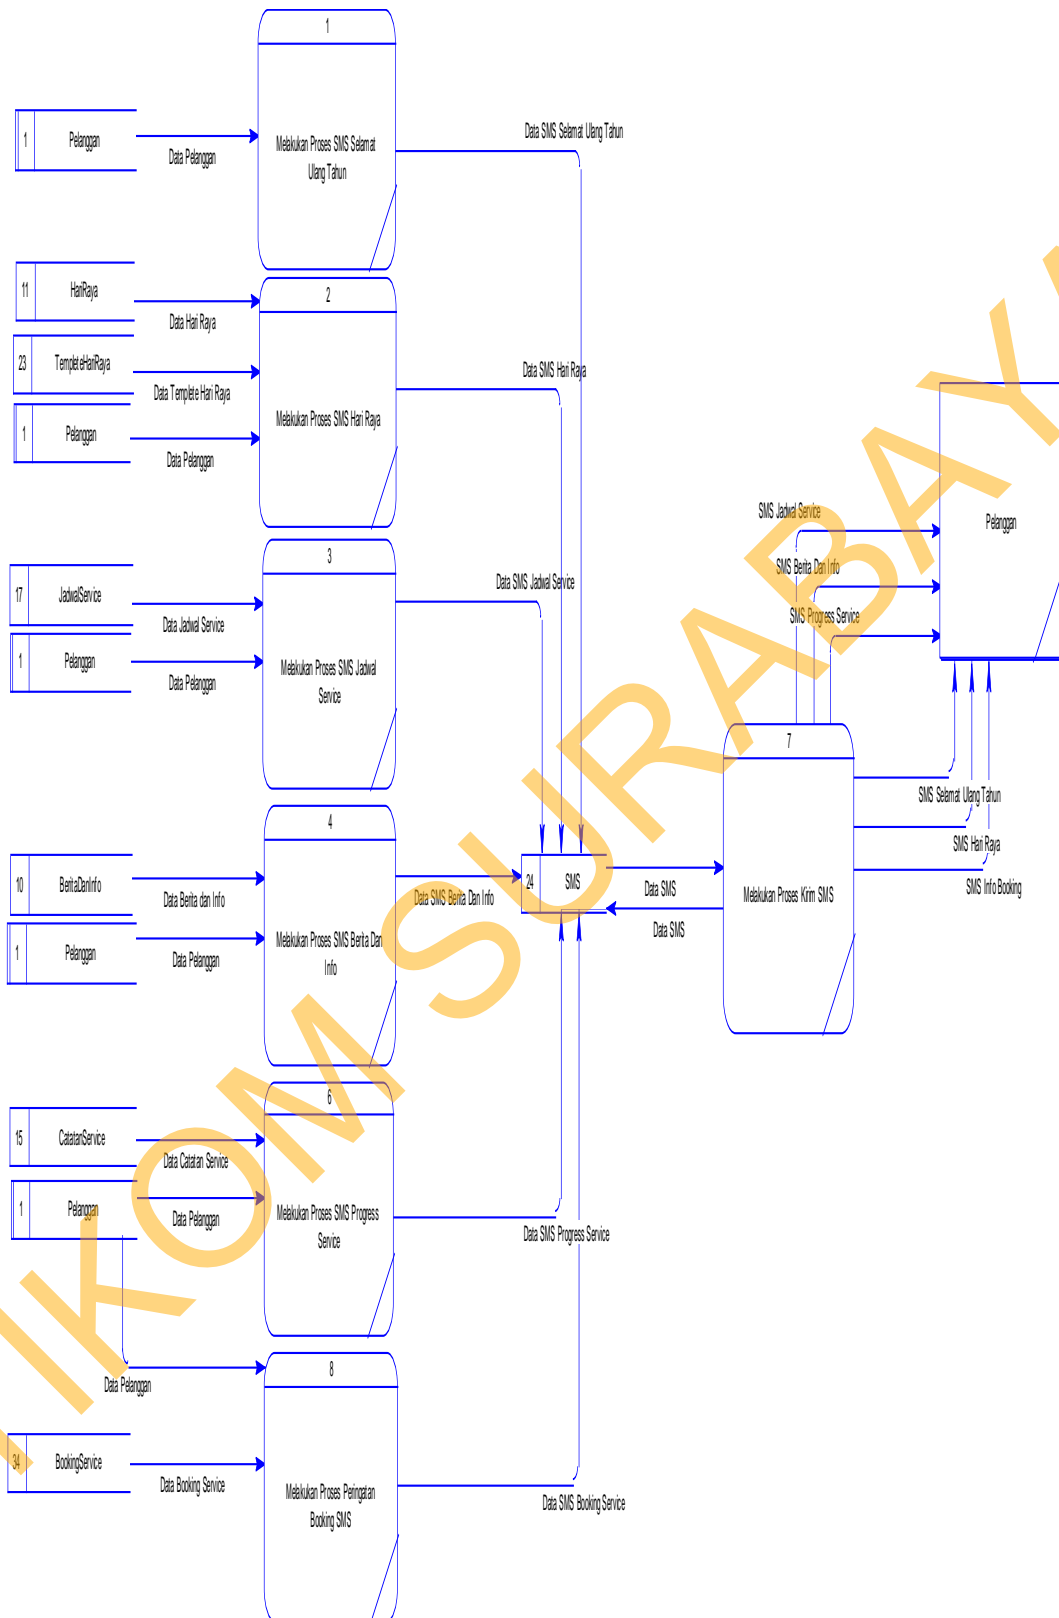 1
1
Pelanggan
Data Pelanggan
Melakukan Proses SMS Selamat
Ulang Tahun
Data SMS Selamat Ulang Tahun
11
HariRaya
Data Hari Raya
23
TemplateHariRaya
Data Template Hari Raya
1
Pelanggan
Data Pelanggan
2
Melakukan Proses SMS Hari Raya
Data SMS Hari Raya
17
JadwalService
Data Jadwal Service
1
Pelanggan
Data Pelanggan
3
Melakukan Proses SMS Jadwal
Service
Data SMS Jadwal Service
10
BeritaDanInfo
Data Berita dan Info
1
Pelanggan
Data Pelanggan
4
Melakukan Proses SMS Berita Dan
Info
Data SMS Berita Dan Info
24
SMS
Data SMS
Data SMS
7
Melakukan Proses Kirim SMS
SMS Jadwal Service
SMS Berita Dan Info
SMS Progress Service
Pelanggan
SMS Selamat Ulang Tahun
SMS Hari Raya
SMS Info Booking
15
CatatanService
Data Catatan Service
1
Pelanggan
Data Pelanggan
6
Melakukan Proses SMS Progress
Service
Data SMS Progress Service
Data Pelanggan
34
BookingService
Data Booking Service
8
Melakukan Proses Peringatan
Booking SMS
Data SMS Booking Service
IKOM SURABAYA